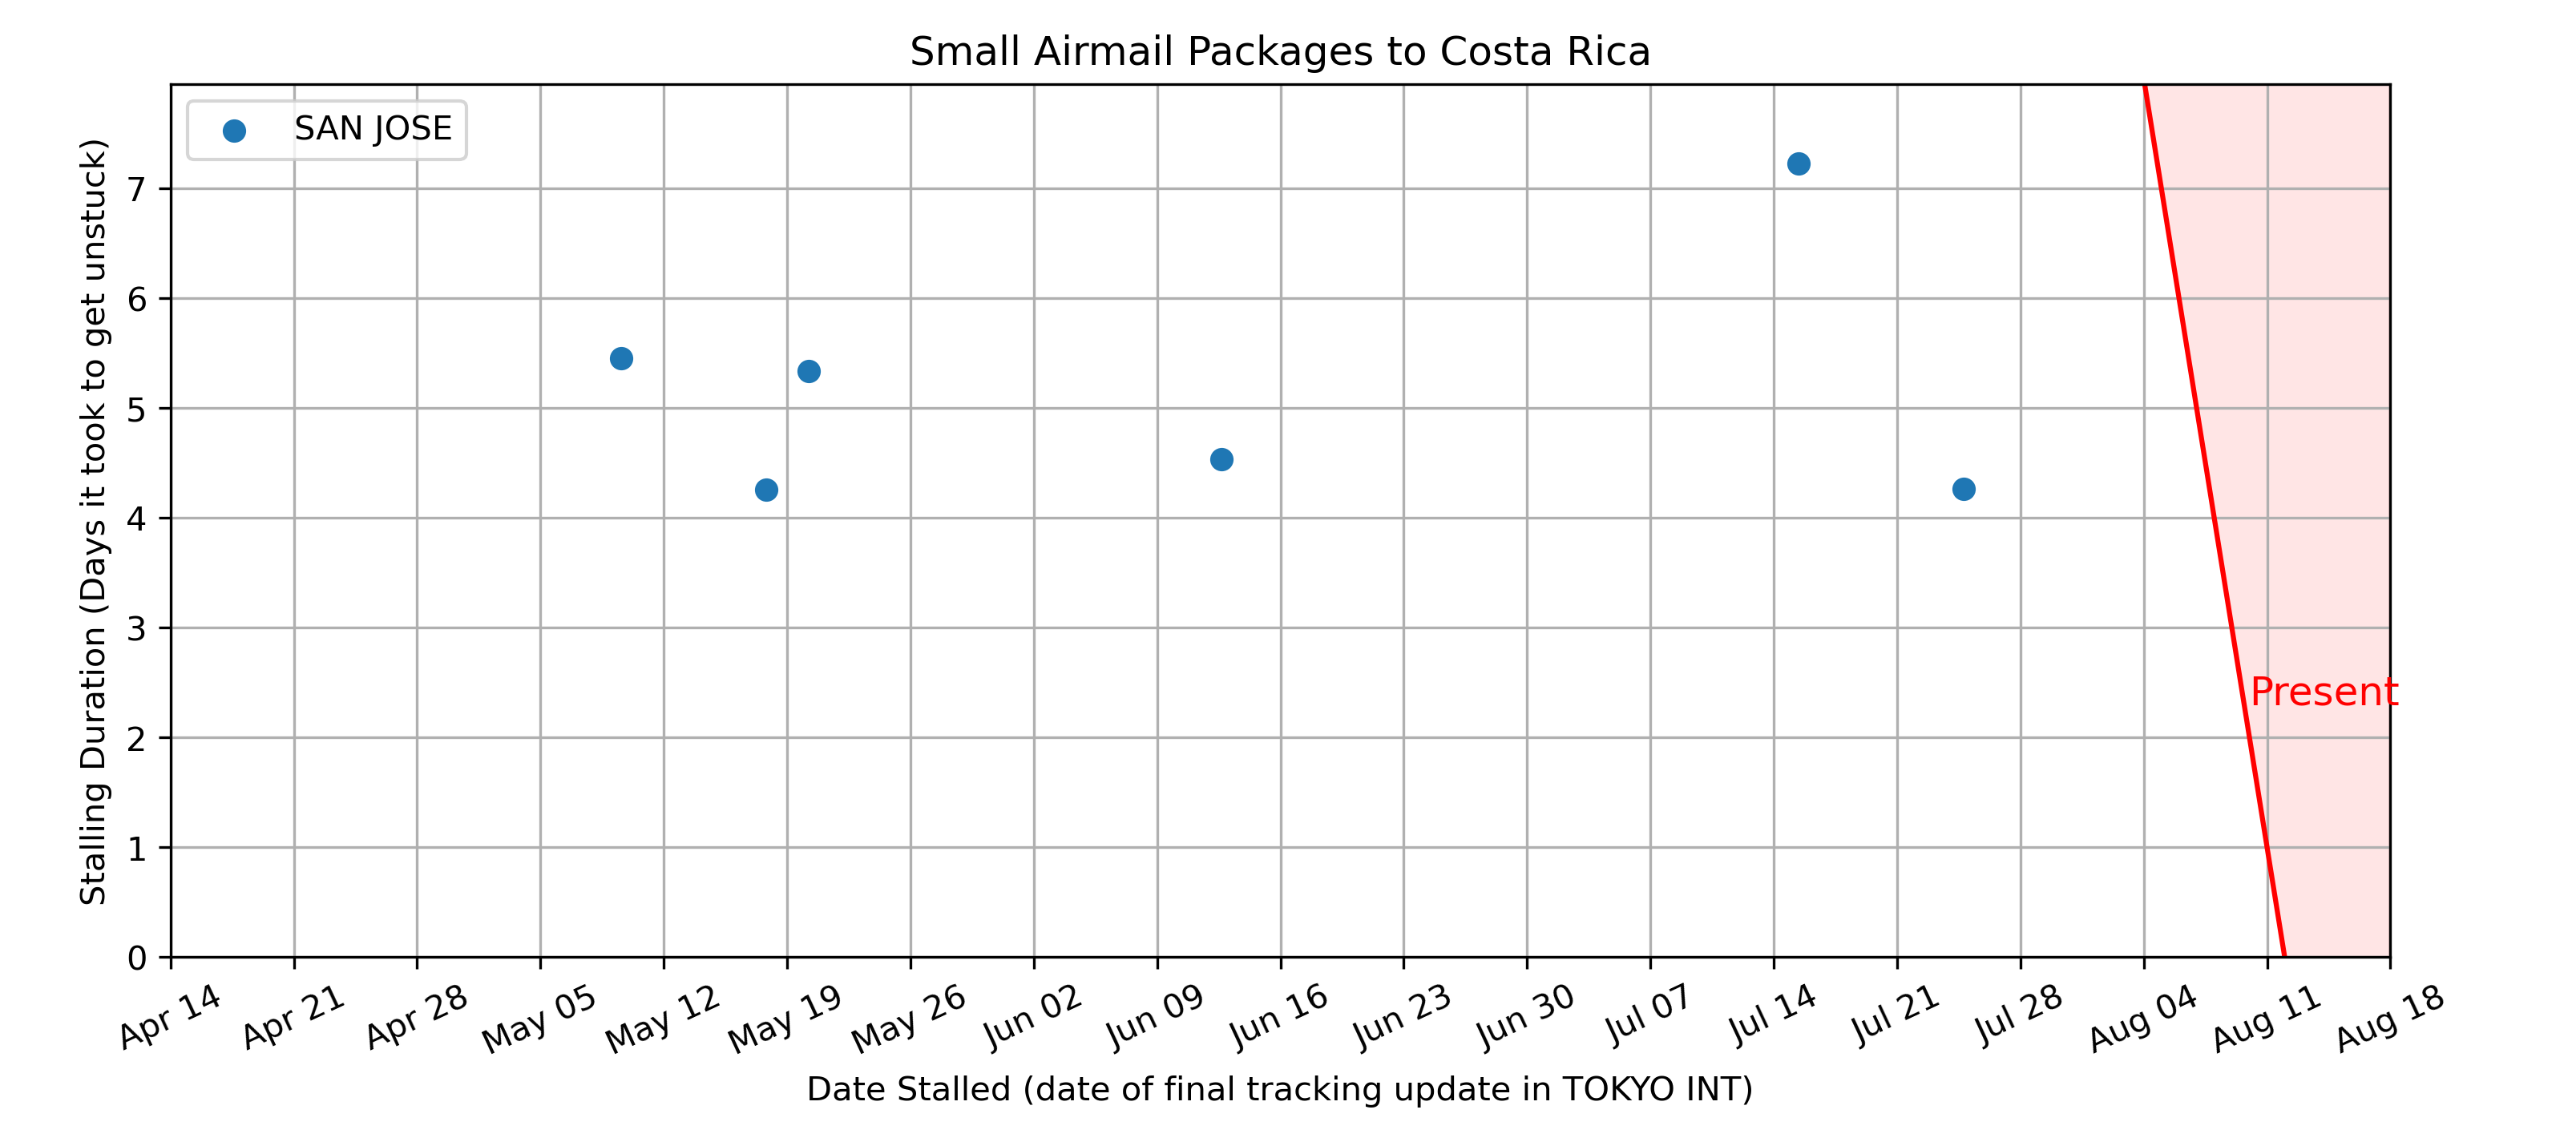 Small Airmail Packages to Costa Rica
SAN JOSE
Stalling Duration (Days it took to get unstuck)
7
6
5
4
3
2
1
0
Present
Apr 14 Apr 21 Apr 28 May 05 May 12 May 19 May 26 Jun 02 Jun 09 Jun 16 Jun 23 Jun 30 Jul 07 Jul 14 Jul 21 Jul 28 Aug 04 Aug 11 Aug 18
Date Stalled (date of final tracking update in TOKYO INT)